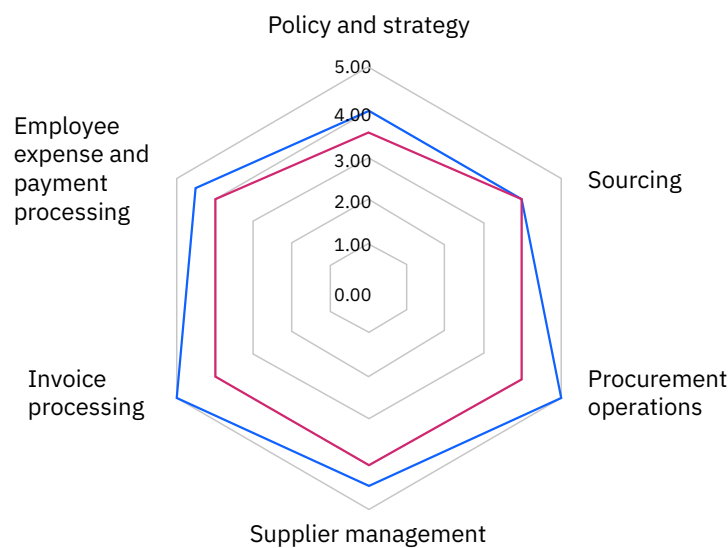 Policy and strategy
5.00
4.00
3.00
2.00
1.00
0.00
Employee
expense and
payment
processing
Sourcing
Invoice
processing
Procurement
operations
Supplier management